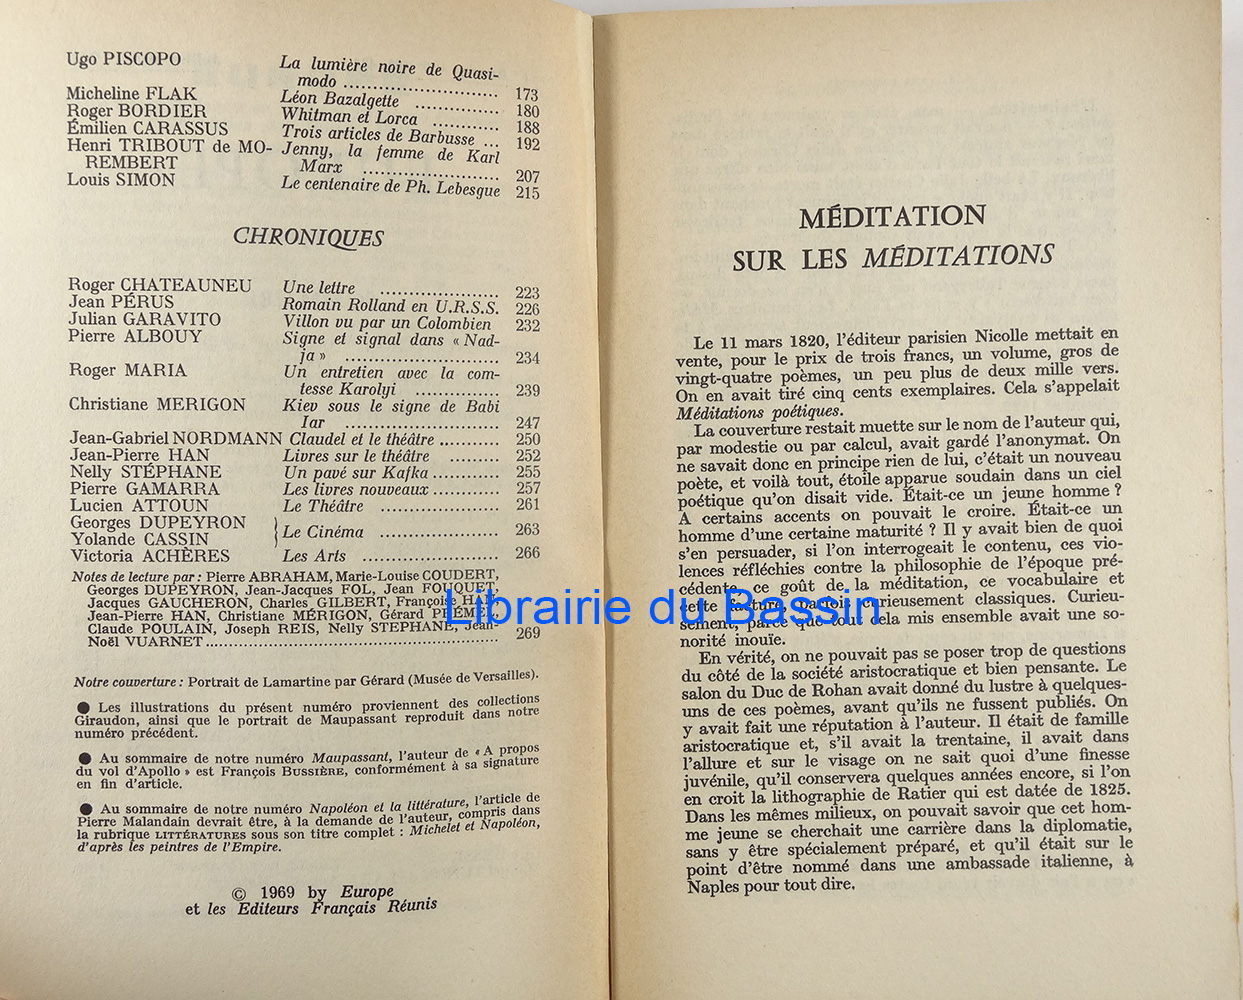 Ugo PISCOPO La lumière noire de Quasi-
modo .......................... 173
Micheline FLAK Léon Bazalgette .............. 180
Roger BORDIER Whitman et Lorca ........... 188
Émilien CARASSUS Trois articles de Barbusse ... 192
Henri TRIBOUT de MO- Jenny, la femme de Karl
REMBERT Marx ....................... 207
Louis SIMON Le centenaire de Ph. Lebesgue 215
CHRONIQUES
Roger CHATEAUNEU Une lettre .................... 223
Jean PÉRUS Romain Rolland en U.R.S.S. 226
Julian GARAVITO Villon vu par un Colombien 232
Pierre ALBOUY Signe et signal dans « Nad-
ja » .......................... 234
Roger MARIA Un entretien avec la com-
tesse Karolyi .............. 239
Christiane MERIGON Kiev sous le signe de Babi
Iar .......................... 247
Jean-Gabriel NORDMANN Claudel et le théâtre ........... 250
Jean-Pierre HAN Livres sur le théâtre ......... 252
Nelly STÉPHANE Un pavé sur Kafka ............ 255
Pierre GAMARRA Les livres nouveaux ............ 257
Lucien ATTOUN Le Théâtre .................... 261
Georges DUPEYRON
Yolande CASSIN } Le Cinéma .................... 263
Victoria ACHÈRES Les Arts ....................... 266
Notes de lecture par : Pierre ABRAHAM, Marie-Louise COUDERT,
Georges DUPEYRON, Jean-Jacques FOL, Jean FOUQUET,
Jacques GAUCHERON, Charles GILBERT, Françoise HAN,
Jean-Pierre HAN, Christiane MÉRIGON, Gérard PRÉMEL,
Claude POULAIN, Joseph REIS, Nelly STEPHANE, Jean-
Noël VUARNET .................................................. 269
Notre couverture : Portrait de Lamartine par Gérard (Musée de Versailles).
● Les illustrations du présent numéro proviennent des collections
Giraudon, ainsi que le portrait de Maupassant reproduit dans notre
numéro précédent.
● Au sommaire de notre numéro Maupassant, l'auteur de « A propos
du vol d'Apollo » est François BUSSIÈRE, conformément à sa signature
en fin d'article.
● Au sommaire de notre numéro Napoléon et la littérature, l'article de
Pierre Malandain devrait être, à la demande de l'auteur, compris dans
la rubrique LITTÉRATURES sous son titre complet : Michelet et Napoléon,
d'après les peintres de l'Empire.
© 1969 by Europe
et les Editeurs Français Réunis
MÉDITATION
SUR LES MÉDITATIONS
Le 11 mars 1820, l'éditeur parisien Nicolle mettait en
vente, pour le prix de trois francs, un volume, gros de
vingt-quatre poèmes, un peu plus de deux mille vers.
On en avait tiré cinq cents exemplaires. Cela s'appelait
Méditations poétiques.
La couverture restait muette sur le nom de l'auteur qui,
par modestie ou par calcul, avait gardé l'anonymat. On
ne savait donc en principe rien de lui, c'était un nouveau
poète, et voilà tout, étoile apparue soudain dans un ciel
poétique qu'on disait vide. Était-ce un jeune homme ?
A certains accents on pouvait le croire. Était-ce un
homme d'une certaine maturité ? Il y avait bien de quoi
s'en persuader, si l'on interrogeait le contenu, ces vio-
lences réfléchies contre la philosophie de l'époque pré-
cédente, ce goût de la méditation, ce vocabulaire et
cette facture parfois curieusement classiques. Curieu-
sement, parce que tout cela mis ensemble avait une so-
norité inouïe.
En vérité, on ne pouvait pas se poser trop de questions
du côté de la société aristocratique et bien pensante. Le
salon du Duc de Rohan avait donné du lustre à quelques-
uns de ces poèmes, avant qu'ils ne fussent publiés. On
y avait fait une réputation à l'auteur. Il était de famille
aristocratique et, s'il avait la trentaine, il avait dans
l'allure et sur le visage on ne sait quoi d'une finesse
juvénile, qu'il conservera quelques années encore, si l'on
en croit la lithographie de Ratier qui est datée de 1825.
Dans les mêmes milieux, on pouvait savoir que cet hom-
me jeune se cherchait une carrière dans la diplomatie,
sans y être spécialement préparé, et qu'il était sur le
point d'être nommé dans une ambassade italienne, à
Naples pour tout dire.
Librairie du Bassin